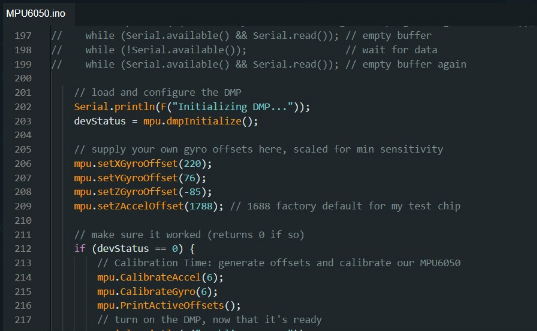 MPU6050.ino
197 //    while (Serial.available() && Serial.read()); // empty buffer
198 //    while (!Serial.available());                 // wait for data
199 //    while (Serial.available() && Serial.read()); // empty buffer again
200
201 // load and configure the DMP
202 Serial.println(F("Initializing DMP..."));
203 devStatus = mpu.dmpInitialize();
204
205 // supply your own gyro offsets here, scaled for min sensitivity
206 mpu.setXGyroOffset(220);
207 mpu.setYGyroOffset(76);
208 mpu.setZGyroOffset(-85);
209 mpu.setZAccelOffset(1788); // 1688 factory default for my test chip
210
211 // make sure it worked (returns 0 if so)
212 if (devStatus == 0) {
213 // Calibration Time: generate offsets and calibrate our MPU6050
214 mpu.CalibrateAccel(6);
215 mpu.CalibrateGyro(6);
216 mpu.PrintActiveOffsets();
217 // turn on the DMP, now that it's ready